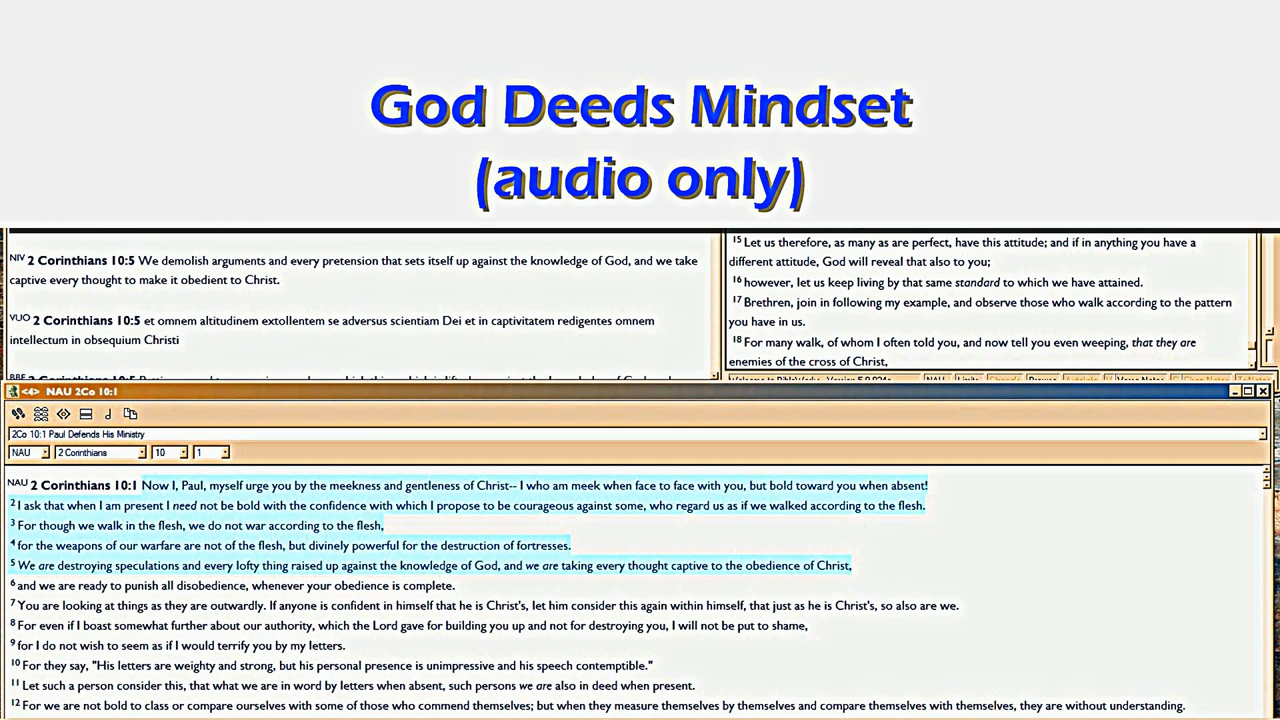 God Deeds Mindset
(audio only)
NIV 2 Corinthians 10:5 We demolish arguments and every pretension that sets itself up against the knowledge of God, and we take
captive every thought to make it obedient to Christ.
VUO 2 Corinthians 10:5 et omnem altitudinem extollentem se adversus scientiam Dei et in captivitatem redigentes omnem
intellectum in obsequium Christi
BBE 2 Corinthians 10:5
15 Let us therefore, as many as are perfect, have this attitude; and if in anything you have a
different attitude, God will reveal that also to you;
16 however, let us keep living by that same standard to which we have attained.
17 Brethren, join in following my example, and observe those who walk according to the pattern
you have in us.
18 For many walk, of whom I often told you, and now tell you even weeping, that they are
enemies of the cross of Christ,
<4> NAU 2Co 10:1
2Co 10:1 Paul Defends His Ministry
NAU 2 Corinthians 10 1
NAU 2 Corinthians 10:1 Now I, Paul, myself urge you by the meekness and gentleness of Christ-- I who am meek when face to face with you, but bold toward you when absent!
2 I ask that when I am present I need not be bold with the confidence with which I propose to be courageous against some, who regard us as if we walked according to the flesh.
3 For though we walk in the flesh, we do not war according to the flesh,
4 for the weapons of our warfare are not of the flesh, but divinely powerful for the destruction of fortresses.
5 We are destroying speculations and every lofty thing raised up against the knowledge of God, and we are taking every thought captive to the obedience of Christ,
6 and we are ready to punish all disobedience, whenever your obedience is complete.
7 You are looking at things as they are outwardly. If anyone is confident in himself that he is Christ's, let him consider this again within himself, that just as he is Christ's, so also are we.
8 For even if I boast somewhat further about our authority, which the Lord gave for building you up and not for destroying you, I will not be put to shame,
9 for I do not wish to seem as if I would terrify you by my letters.
10 For they say, "His letters are weighty and strong, but his personal presence is unimpressive and his speech contemptible."
11 Let such a person consider this, that what we are in word by letters when absent, such persons we are also in deed when present.
12 For we are not bold to class or compare ourselves with some of those who commend themselves; but when they measure themselves by themselves and compare themselves with themselves, they are without understanding.